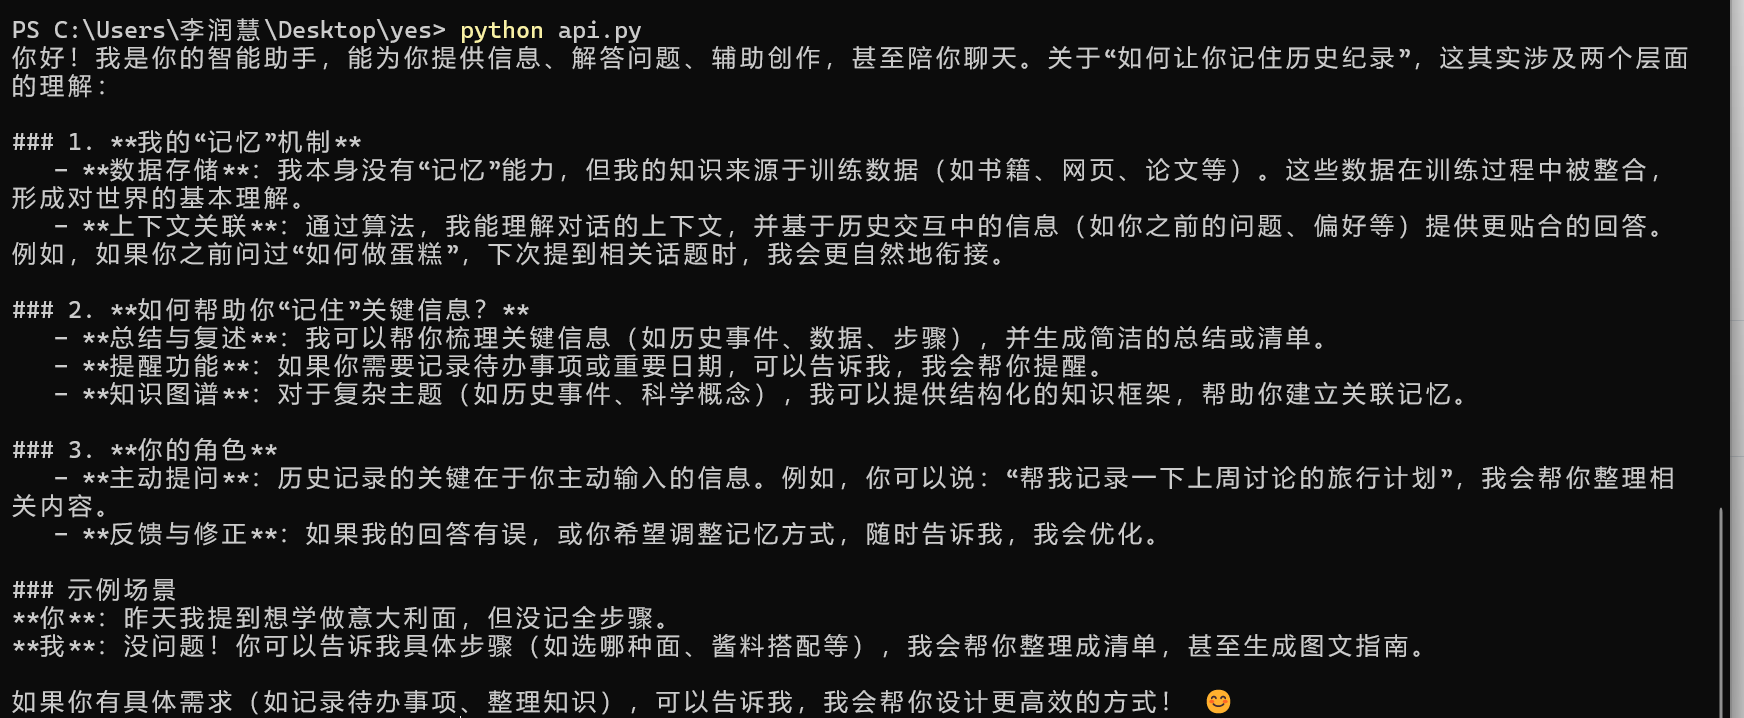 PS C:\Users\李润慧\Desktop\yes> python api.py
你好！我是你的智能助手，能为你提供信息、解答问题、辅助创作，甚至陪你聊天。关于“如何让你记住历史纪录”，这其实涉及两个层面
的理解：
### 1. **我的“记忆”机制**
- **数据存储**：我本身没有“记忆”能力，但我的知识来源于训练数据（如书籍、网页、论文等）。这些数据在训练过程中被整合，
形成对世界的基本理解。
- **上下文关联**：通过算法，我能理解对话的上下文，并基于历史交互中的信息（如你之前的问题、偏好等）提供更贴合的回答。
例如，如果你之前问过“如何做蛋糕”，下次提到相关话题时，我会更自然地衔接。
### 2. **如何帮助你“记住”关键信息？**
- **总结与复述**：我可以帮你梳理关键信息（如历史事件、数据、步骤），并生成简洁的总结或清单。
- **提醒功能**：如果你需要记录待办事项或重要日期，可以告诉我，我会帮你提醒。
- **知识图谱**：对于复杂主题（如历史事件、科学概念），我可以提供结构化的知识框架，帮助你建立关联记忆。
### 3. **你的角色**
- **主动提问**：历史记录的关键在于你主动输入的信息。例如，你可以说：“帮我记录一下上周讨论的旅行计划”，我会帮你整理相
关内容。
- **反馈与修正**：如果我的回答有误，或你希望调整记忆方式，随时告诉我，我会优化。
### 示例场景
**你**：昨天我提到想学做意大利面，但没记全步骤。
**我**：没问题！你可以告诉我具体步骤（如选哪种面、酱料搭配等），我会帮你整理成清单，甚至生成图文指南。
如果你有具体需求（如记录待办事项、整理知识），可以告诉我，我会帮你设计更高效的方式！ 😊